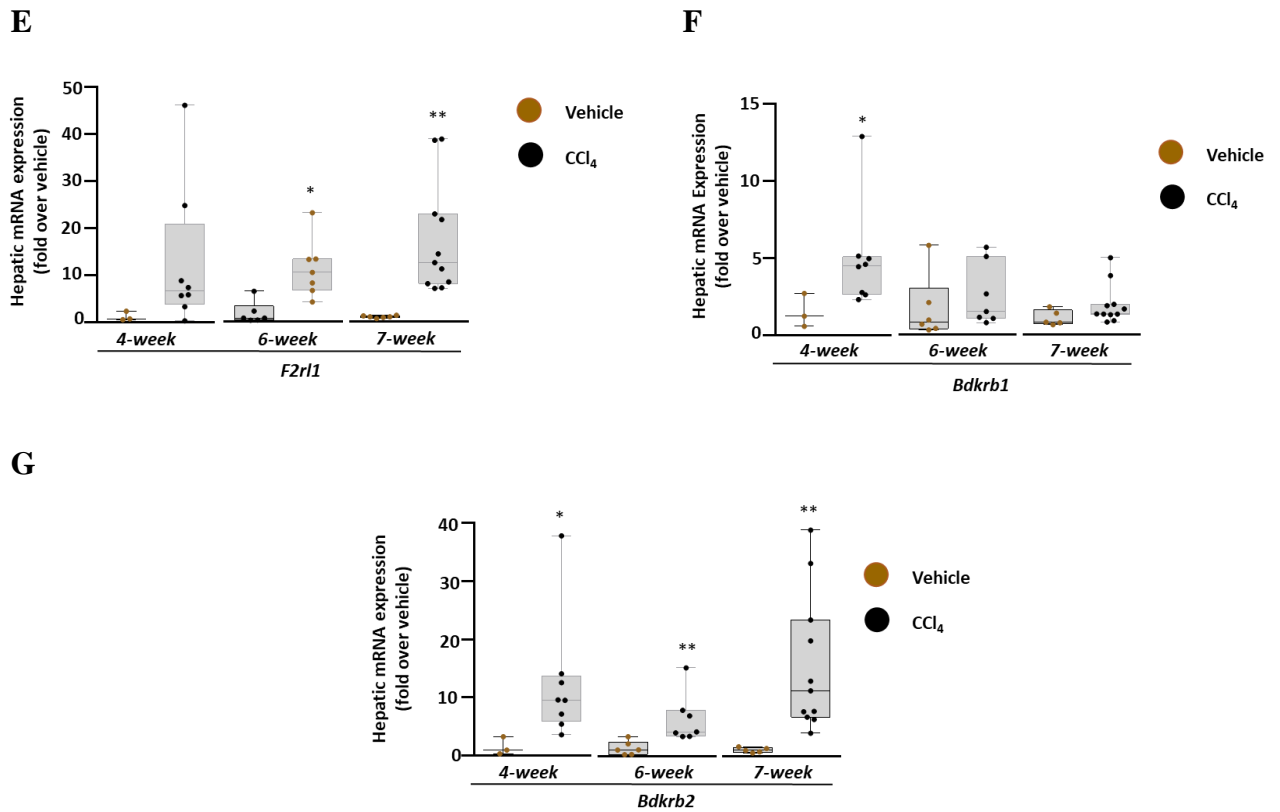 E
Hepatic mRNA expression
(fold over vehicle)
50
40
30
20
10
0
*
**
4-week
6-week
7-week
F2rl1
Vehicle
CCl₄
F
Hepatic mRNA Expression
(fold over vehicle)
15
10
5
0
*
4-week
6-week
7-week
Bdkrb1
Vehicle
CCl₄
G
Hepatic mRNA expression
(fold over vehicle)
40
30
20
10
0
*
**
**
4-week
6-week
7-week
Bdkrb2
Vehicle
CCl₄